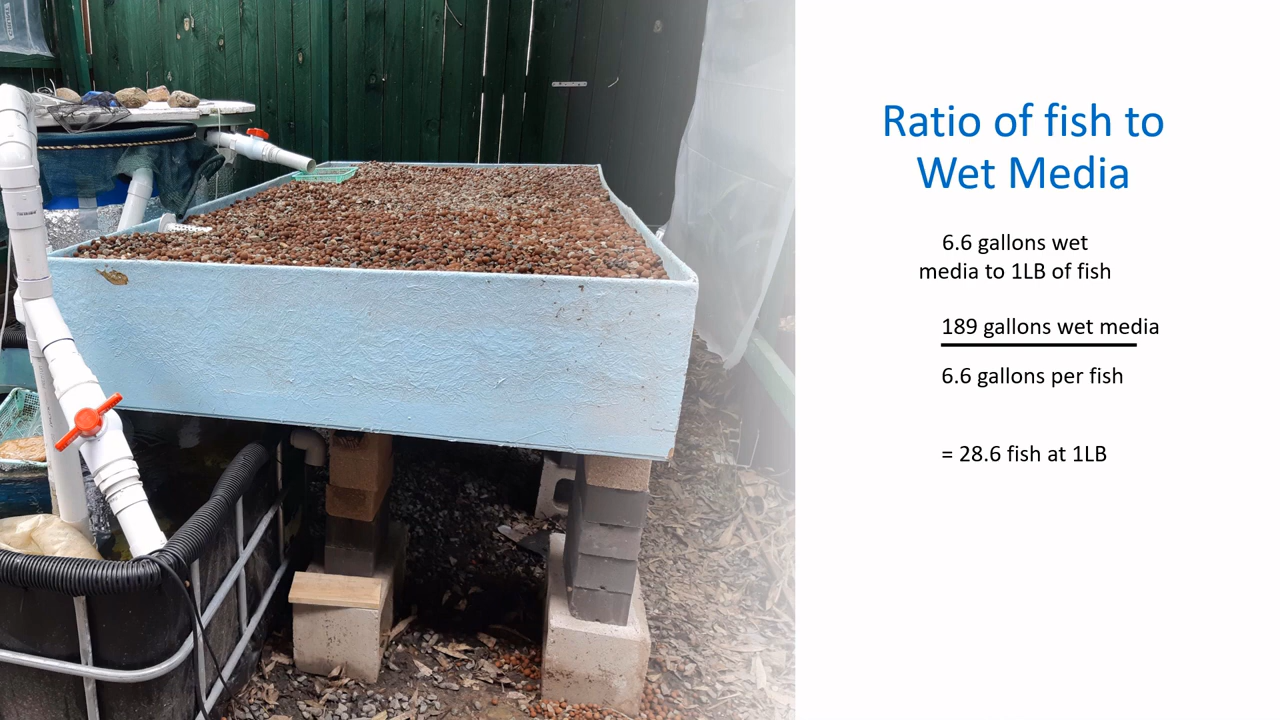 Ratio of fish to
Wet Media
6.6 gallons wet
media to 1LB of fish
189 gallons wet media
6.6 gallons per fish
= 28.6 fish at 1LB